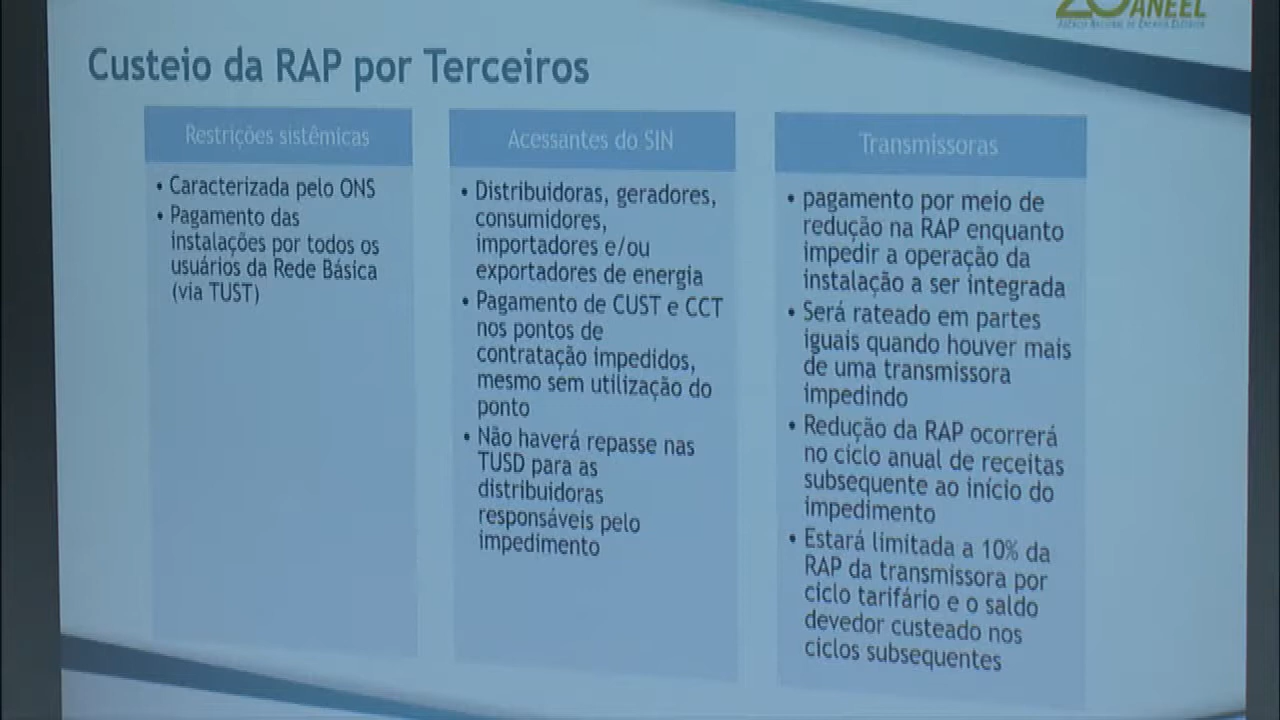 20 ANEEL
AGÊNCIA NACIONAL DE ENERGIA ELÉTRICA
Custeio da RAP por Terceiros
Restrições sistêmicas
• Caracterizada pelo ONS
• Pagamento das
instalações por todos os
usuários da Rede Básica
(via TUST)
Acessantes do SIN
• Distribuidoras, geradores,
consumidores,
importadores e/ou
exportadores de energia
• Pagamento de CUST e CCT
nos pontos de
contratação impedidos,
mesmo sem utilização do
ponto
• Não haverá repasse nas
TUSD para as
distribuidoras
responsáveis pelo
impedimento
Transmissoras
• pagamento por meio de
redução na RAP enquanto
impedir a operação da
instalação a ser integrada
• Será rateado em partes
iguais quando houver mais
de uma transmissora
impedindo
• Redução da RAP ocorrerá
no ciclo anual de receitas
subsequente ao início do
impedimento
• Estará limitada a 10% da
RAP da transmissora por
ciclo tarifário e o saldo
devedor custeado nos
ciclos subsequentes